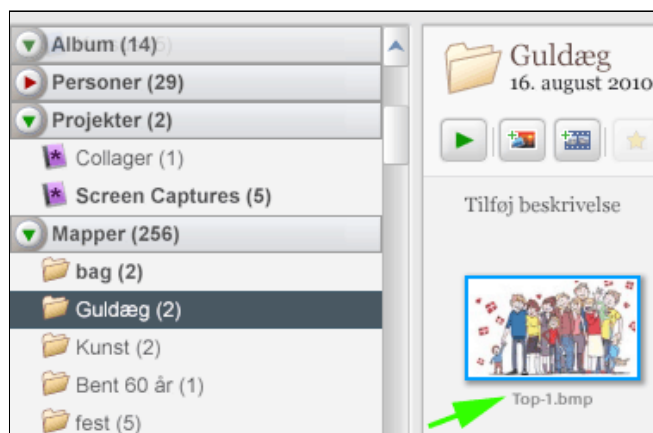 Album (14)
Personer (29)
Projekter (2)
Collager (1)
Screen Captures (5)
Mapper (256)
bag (2)
Guldæg (2)
Kunst (2)
Bent 60 år (1)
fest (5)
Guldæg
16. august 2010
Tilføj beskrivelse
Top-1.bmp